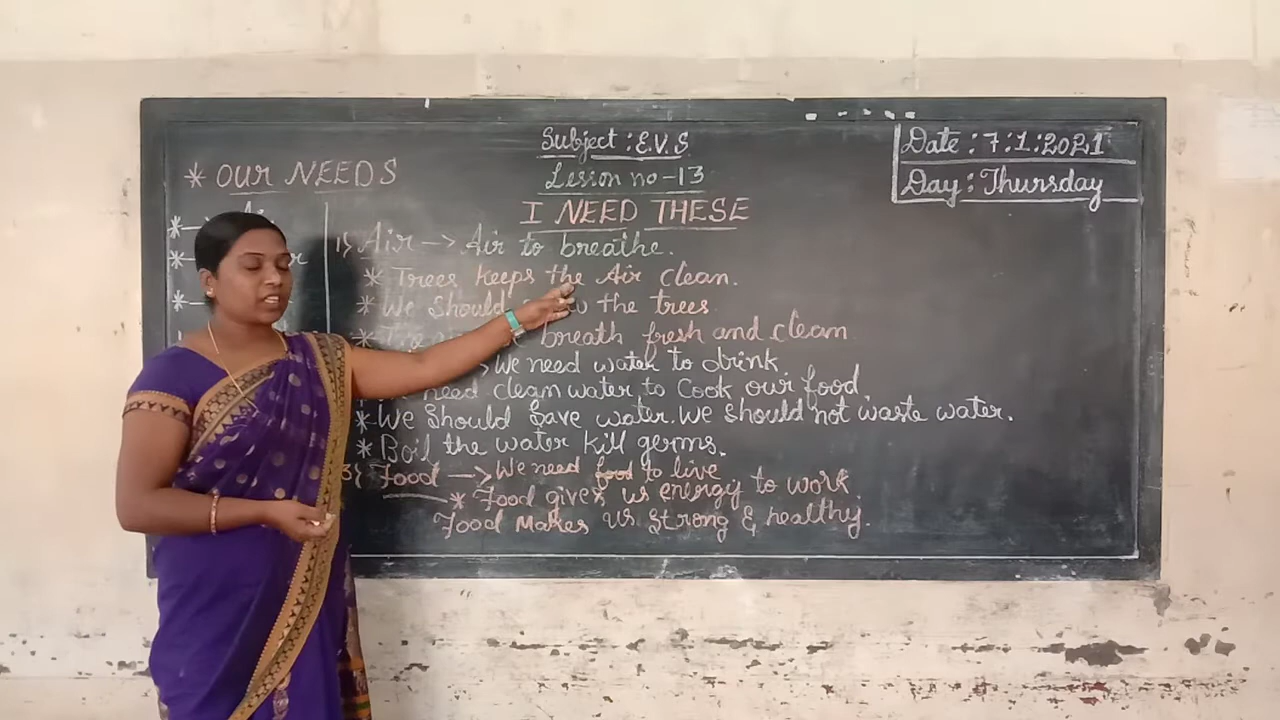 Subject : E.V.S
Lesson no-13
I NEED THESE
Date : 7:1:2021
Day : Thursday
* OUR NEEDS
*→
*
*
1) Air → Air to breathe.
* Trees keeps the Air clean.
* We should the trees
breath fresh and clean
We need water to drink.
need clean water to Cook our food.
* We Should Save water. We should not waste water.
* Boil the water kill germs.
3) Food → We need food to live
* Food gives us energy to work.
Food Makes us Strong & healthy.